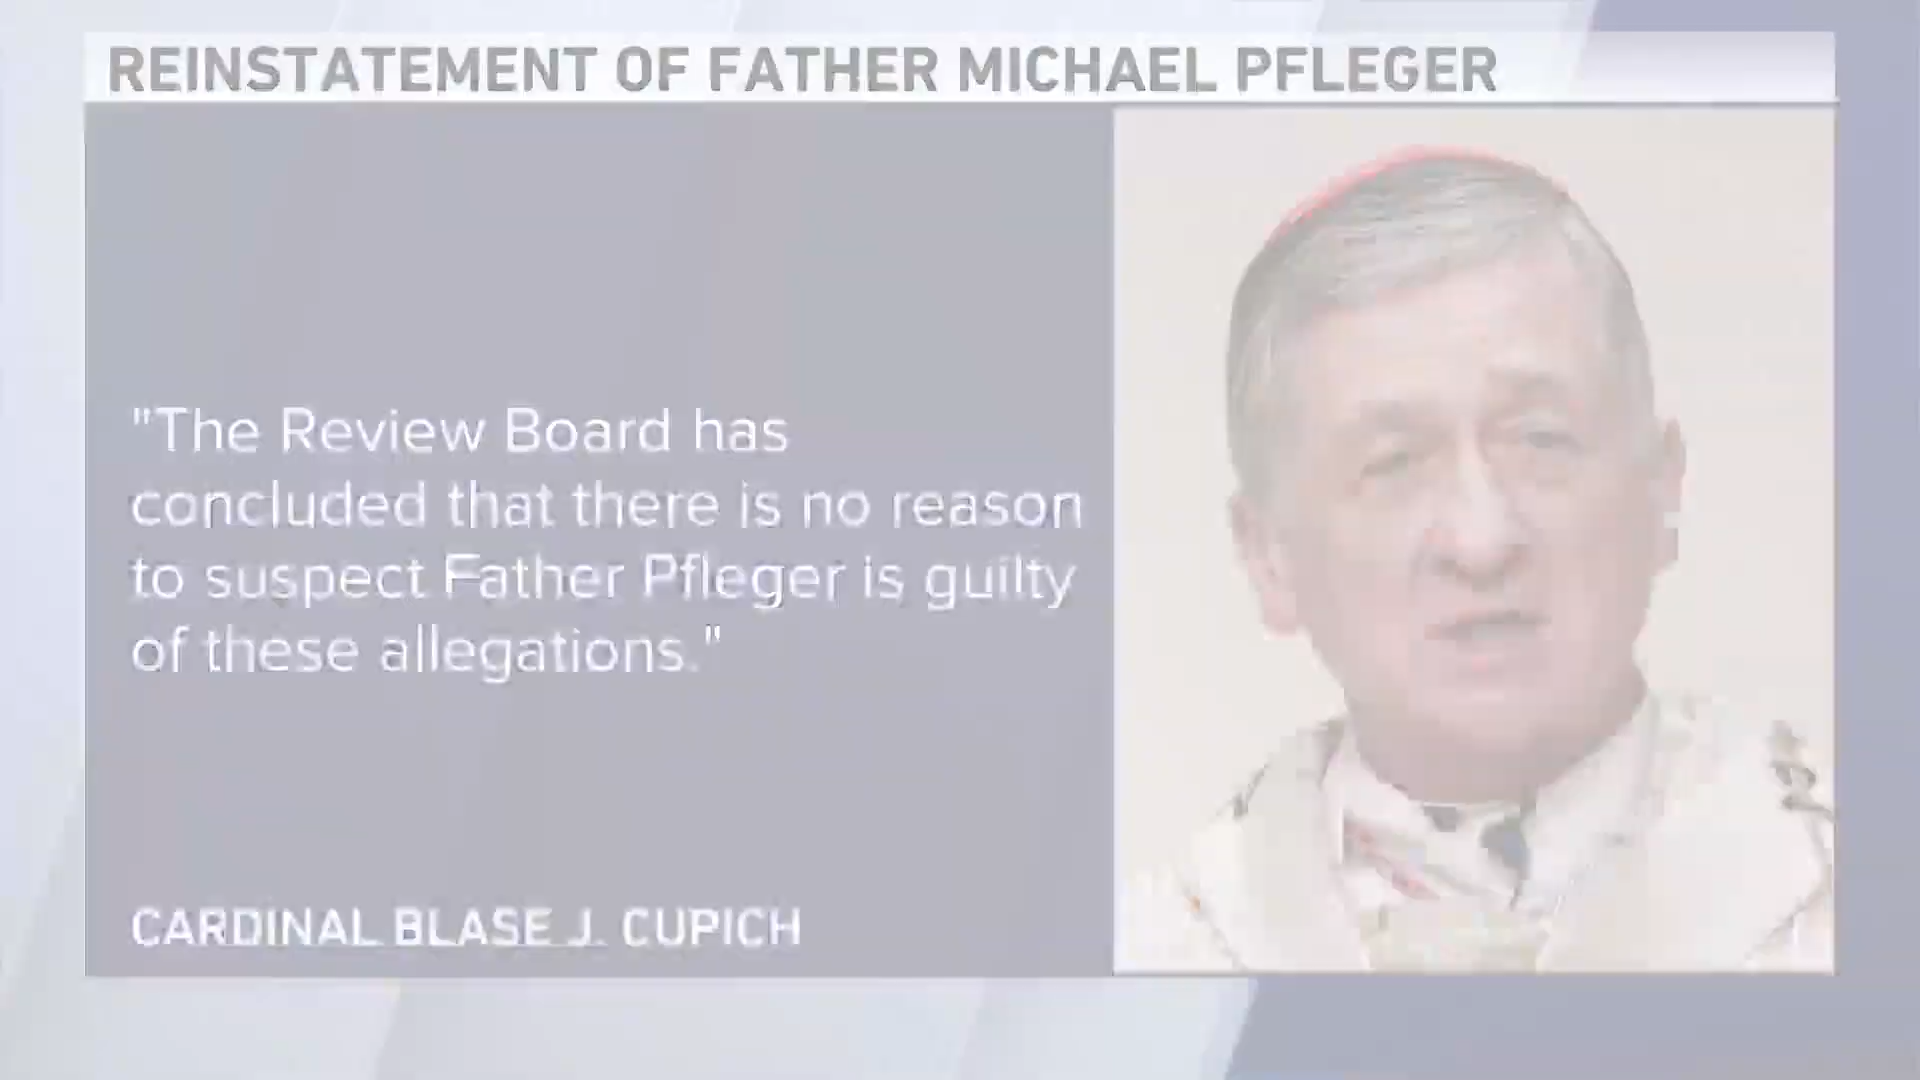 REINSTATEMENT OF FATHER MICHAEL PFLEGER
"The Review Board has
concluded that there is no reason
to suspect Father Pfleger is guilty
of these allegations."
CARDINAL BLASE J. CUPICH